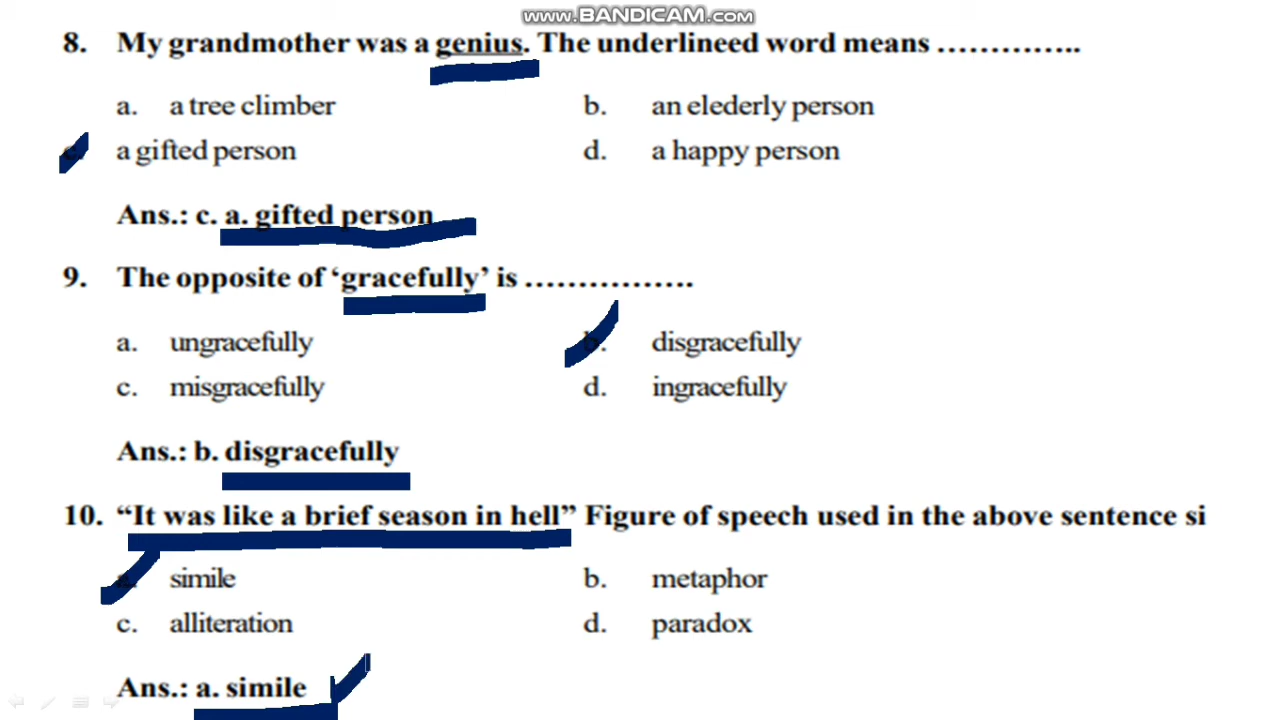 www.BANDICAM.com
8. My grandmother was a genius. The underlineed word means …………..
a. a tree climber b. an elederly person
c. a gifted person d. a happy person
Ans.: c. a. gifted person
9. The opposite of ‘gracefully’ is …………….
a. ungracefully b. disgracefully
c. misgracefully d. ingracefully
Ans.: b. disgracefully
10. “It was like a brief season in hell” Figure of speech used in the above sentence si
a. simile b. metaphor
c. alliteration d. paradox
Ans.: a. simile